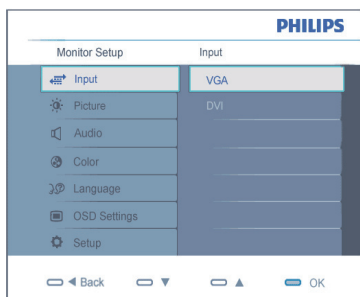 PHILIPS
Monitor Setup Input
Input VGA
Picture DVI
Audio
Color
Language
OSD Settings
Setup
Back OK